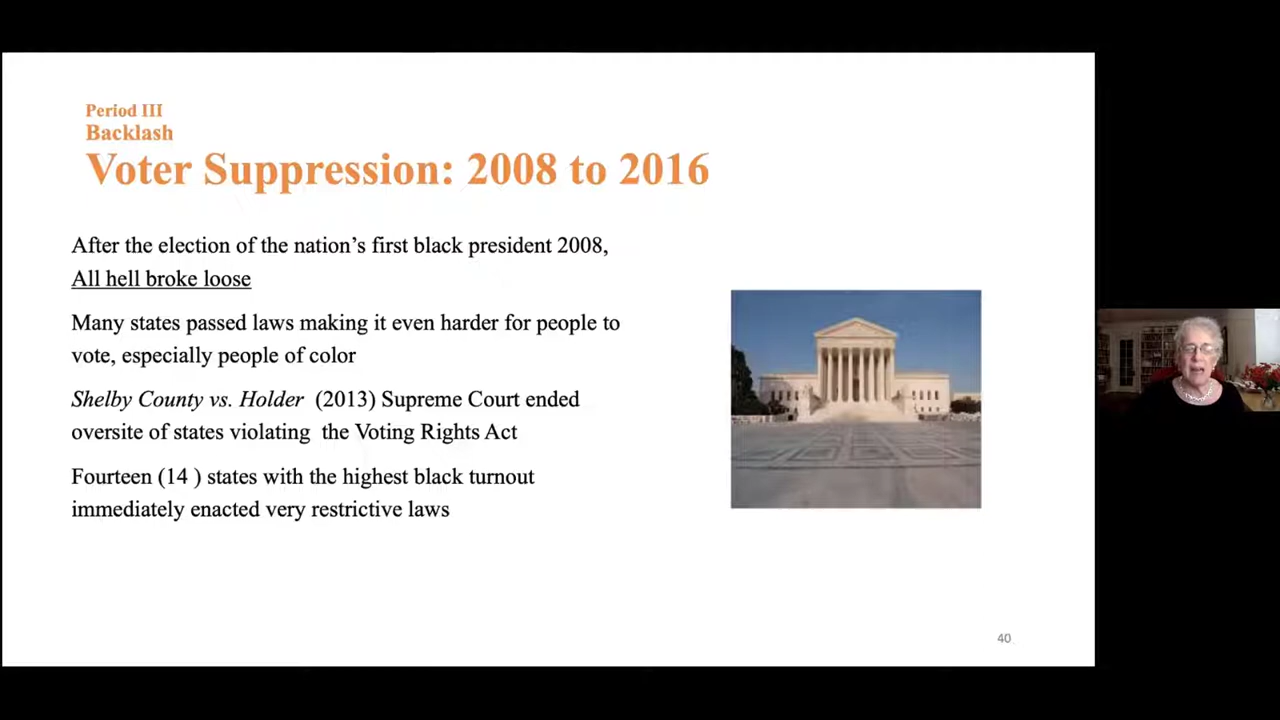 Period III
Backlash
Voter Suppression: 2008 to 2016
After the election of the nation’s first black president 2008,
All hell broke loose
Many states passed laws making it even harder for people to
vote, especially people of color
Shelby County vs. Holder (2013) Supreme Court ended
oversite of states violating the Voting Rights Act
Fourteen (14 ) states with the highest black turnout
immediately enacted very restrictive laws
40